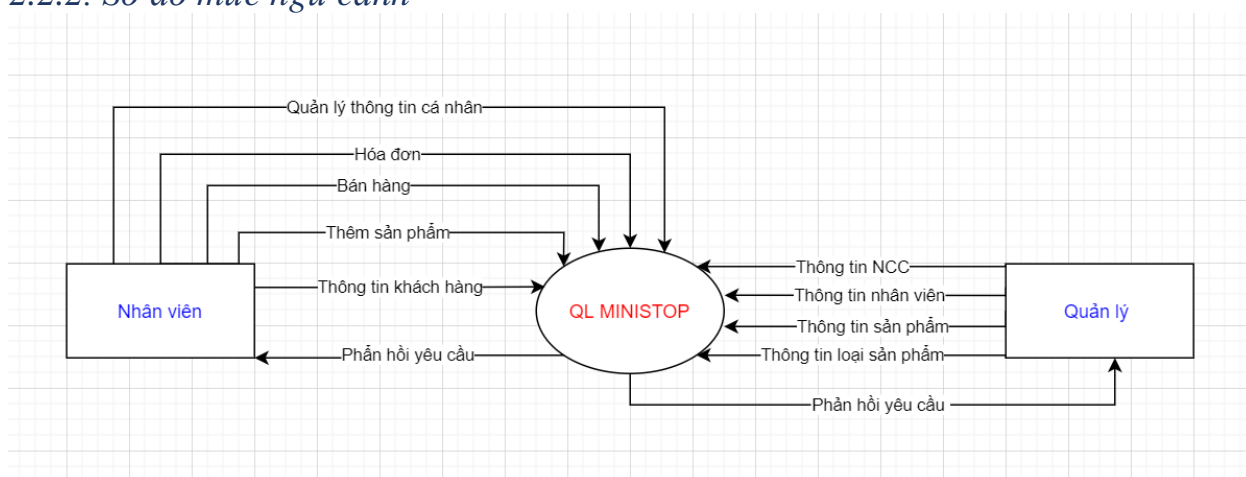 2.2.2. Sơ đồ mức ngữ cảnh
Quản lý thông tin cá nhân
Hóa đơn
Bán hàng
Thêm sản phẩm
Thông tin khách hàng
Nhân viên
Phẩn hồi yêu cầu
QL MINISTOP
Thông tin NCC
Thông tin nhân viên
Thông tin sản phẩm
Thông tin loại sản phẩm
Quản lý
Phản hồi yêu cầu